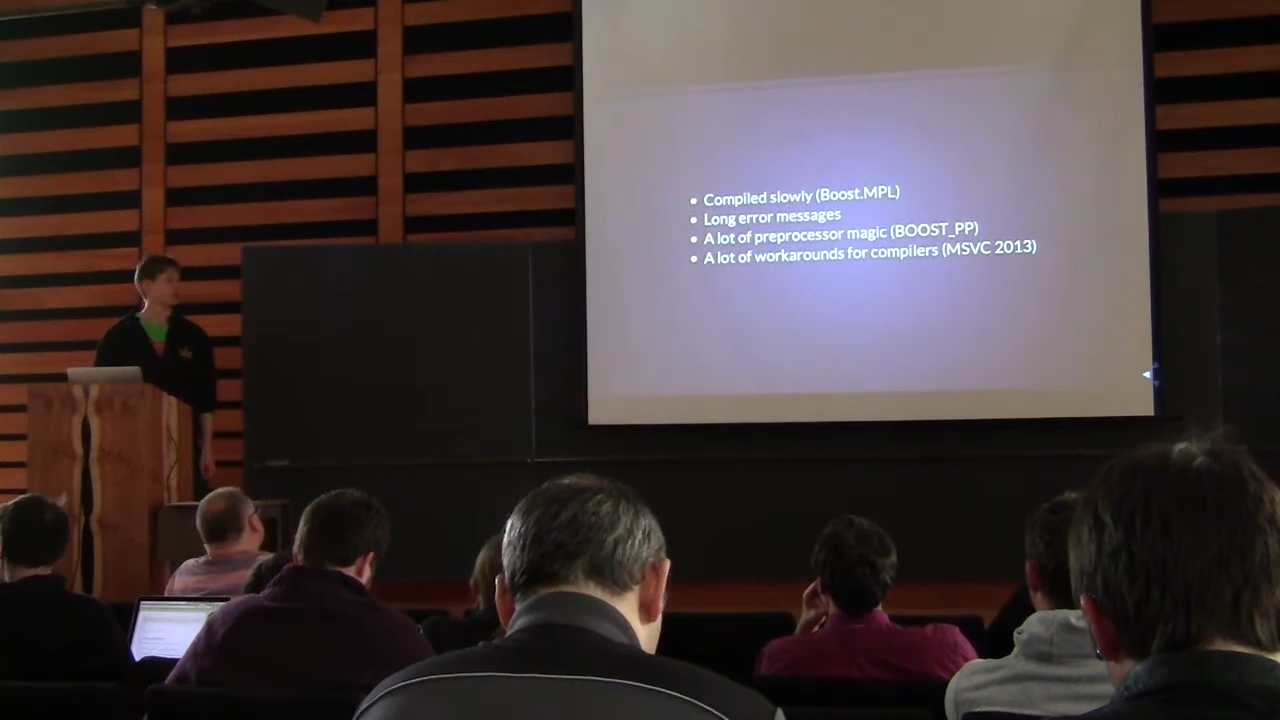 • Compiled slowly (Boost.MPL)
• Long error messages
• A lot of preprocessor magic (BOOST_PP)
• A lot of workarounds for compilers (MSVC 2013)